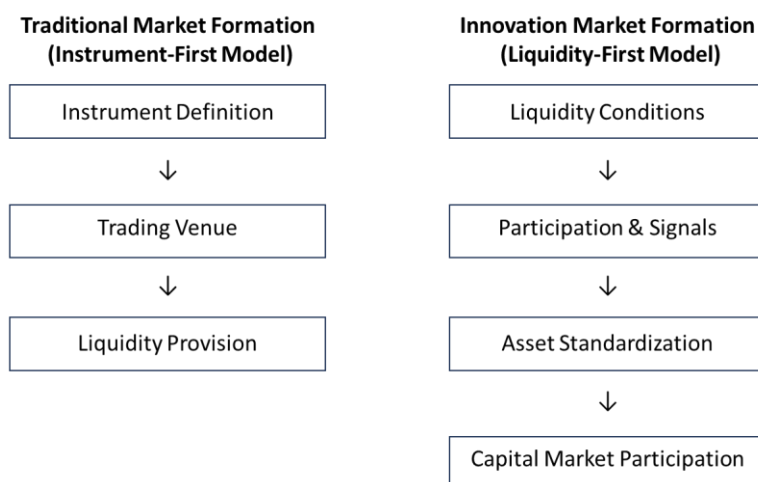 Traditional Market Formation
(Instrument-First Model)
Instrument Definition
↓
Trading Venue
↓
Liquidity Provision
Innovation Market Formation
(Liquidity-First Model)
Liquidity Conditions
↓
Participation & Signals
↓
Asset Standardization
↓
Capital Market Participation